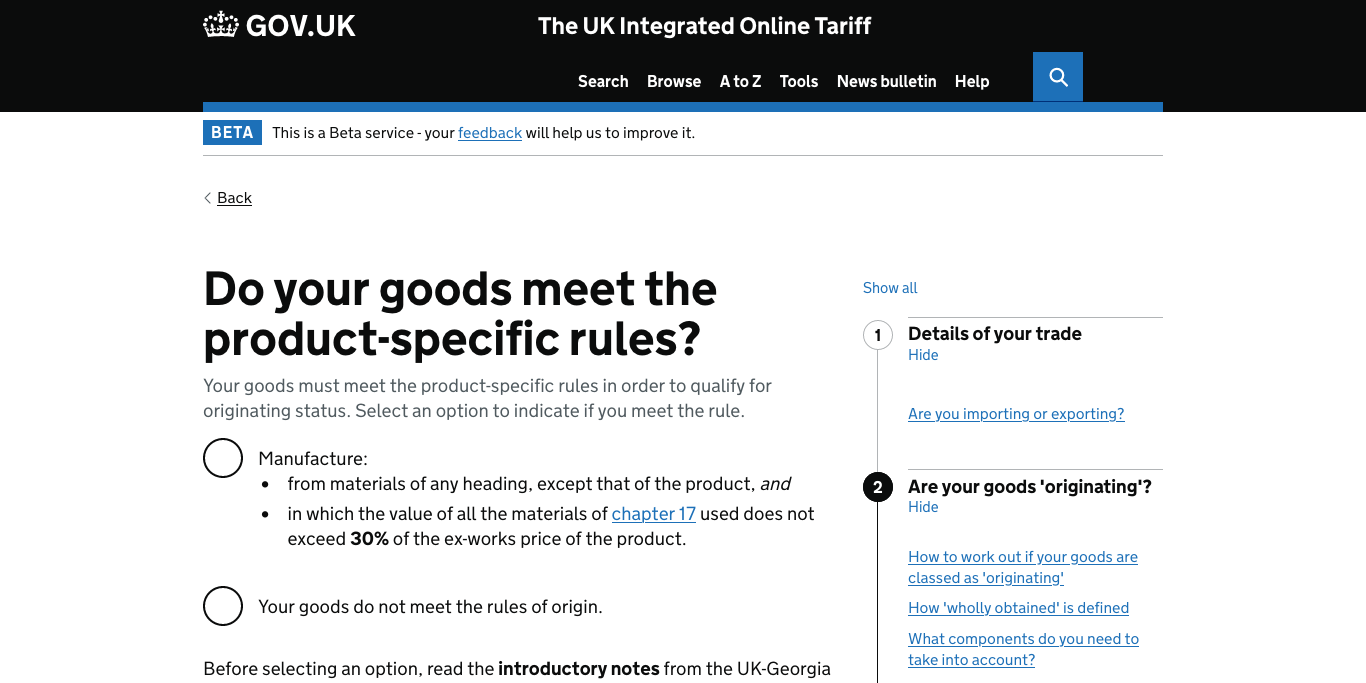 GOV.UK
The UK Integrated Online Tariff
Search Browse A to Z Tools News bulletin Help
BETA This is a Beta service - your feedback will help us to improve it.
Back
Do your goods meet the
product-specific rules?
Your goods must meet the product-specific rules in order to qualify for
originating status. Select an option to indicate if you meet the rule.
Manufacture:
• from materials of any heading, except that of the product, and
• in which the value of all the materials of chapter 17 used does not
exceed 30% of the ex-works price of the product.
Your goods do not meet the rules of origin.
Before selecting an option, read the introductory notes from the UK-Georgia
Show all
1 Details of your trade
Hide
Are you importing or exporting?
2 Are your goods 'originating'?
Hide
How to work out if your goods are
classed as 'originating'
How 'wholly obtained' is defined
What components do you need to
take into account?